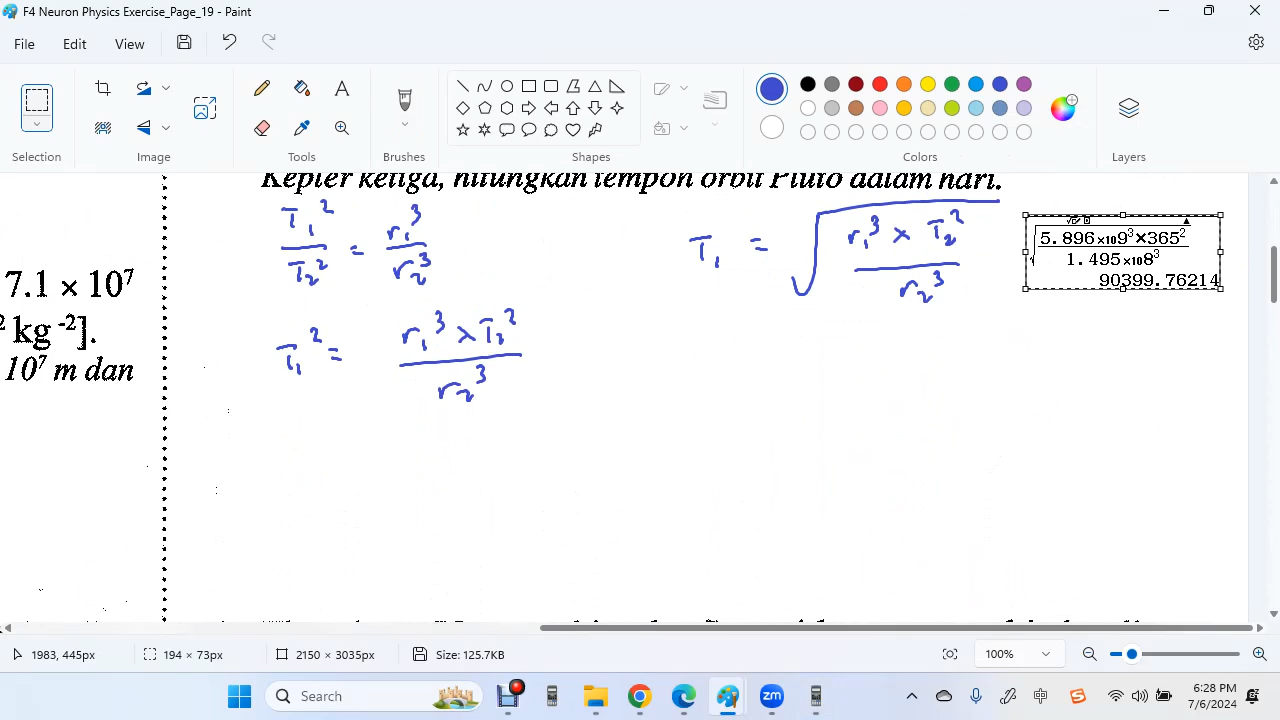 F4 Neuron Physics Exercise_Page_19 - Paint
File Edit View
Selection Image Tools Brushes Shapes Colors Layers
Kepler ketiga, hitungkan tempoh orbit Pluto dalam hari.
7.1 × 10⁷
² kg ⁻²].
10⁷ m dan
T₁²/T₂² = r₁³/r₂³
T₁² = r₁³ × T₂² / r₂³
T₁ = √(r₁³ × T₂² / r₂³)
√(5.896×10⁹³×365² / 1.495×10⁸³)
90399.76214
1983, 445px 194 × 73px 2150 × 3035px Size: 125.7KB 100%
Search
zm
中
S
6:28 PM
7/6/2024